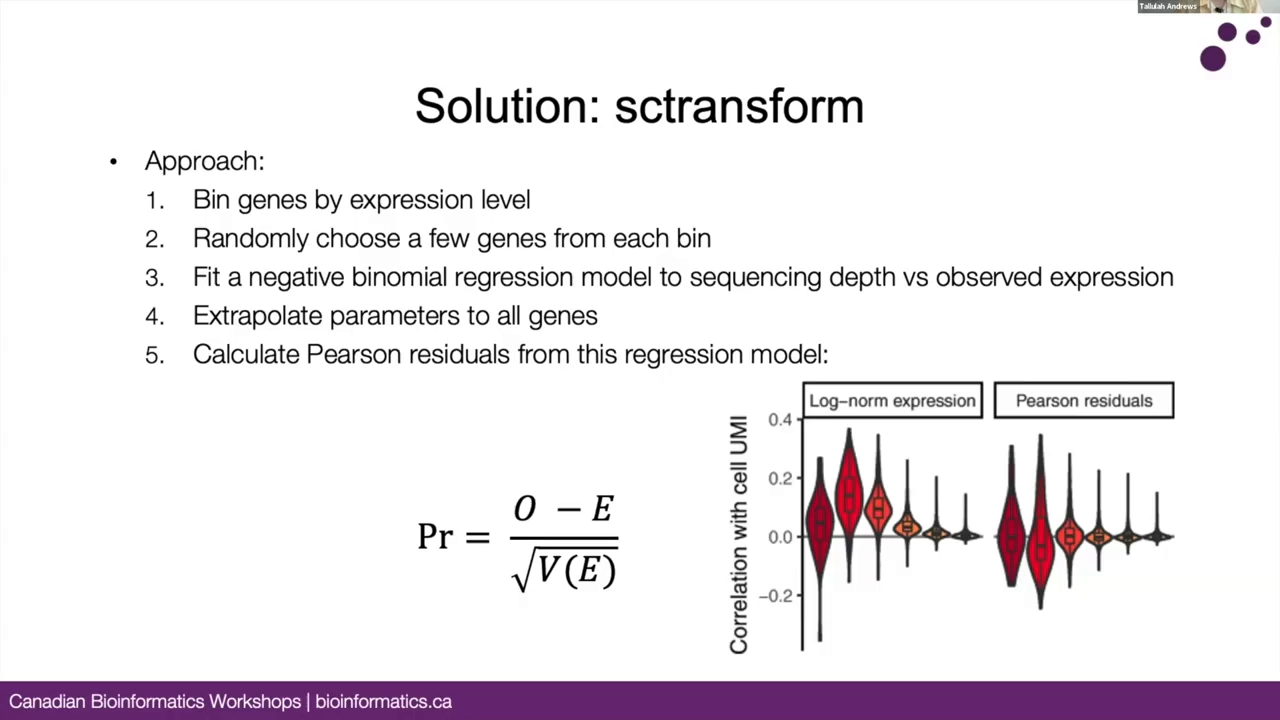 Tallulah Andrews
Solution: sctransform
• Approach:
1. Bin genes by expression level
2. Randomly choose a few genes from each bin
3. Fit a negative binomial regression model to sequencing depth vs observed expression
4. Extrapolate parameters to all genes
5. Calculate Pearson residuals from this regression model:
Pr = (O − E) / √V(E)
Log−norm expression
Pearson residuals
Correlation with cell UMI
0.4
0.2
0.0
−0.2
Canadian Bioinformatics Workshops | bioinformatics.ca